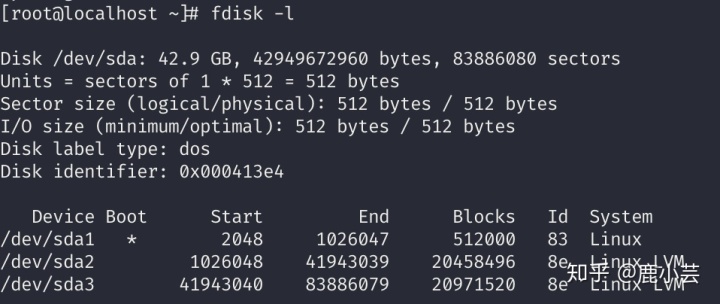 [root@localhost ~]# fdisk -l
Disk /dev/sda: 42.9 GB, 42949672960 bytes, 83886080 sectors
Units = sectors of 1 * 512 = 512 bytes
Sector size (logical/physical): 512 bytes / 512 bytes
I/O size (minimum/optimal): 512 bytes / 512 bytes
Disk label type: dos
Disk identifier: 0x000413e4
Device Boot Start End Blocks Id System
/dev/sda1 * 2048 1026047 512000 83 Linux
/dev/sda2 1026048 41943039 20458496 8e Linux LVM
/dev/sda3 41943040 83886079 20971520 8e Linux LVM
知乎 @鹿小芸